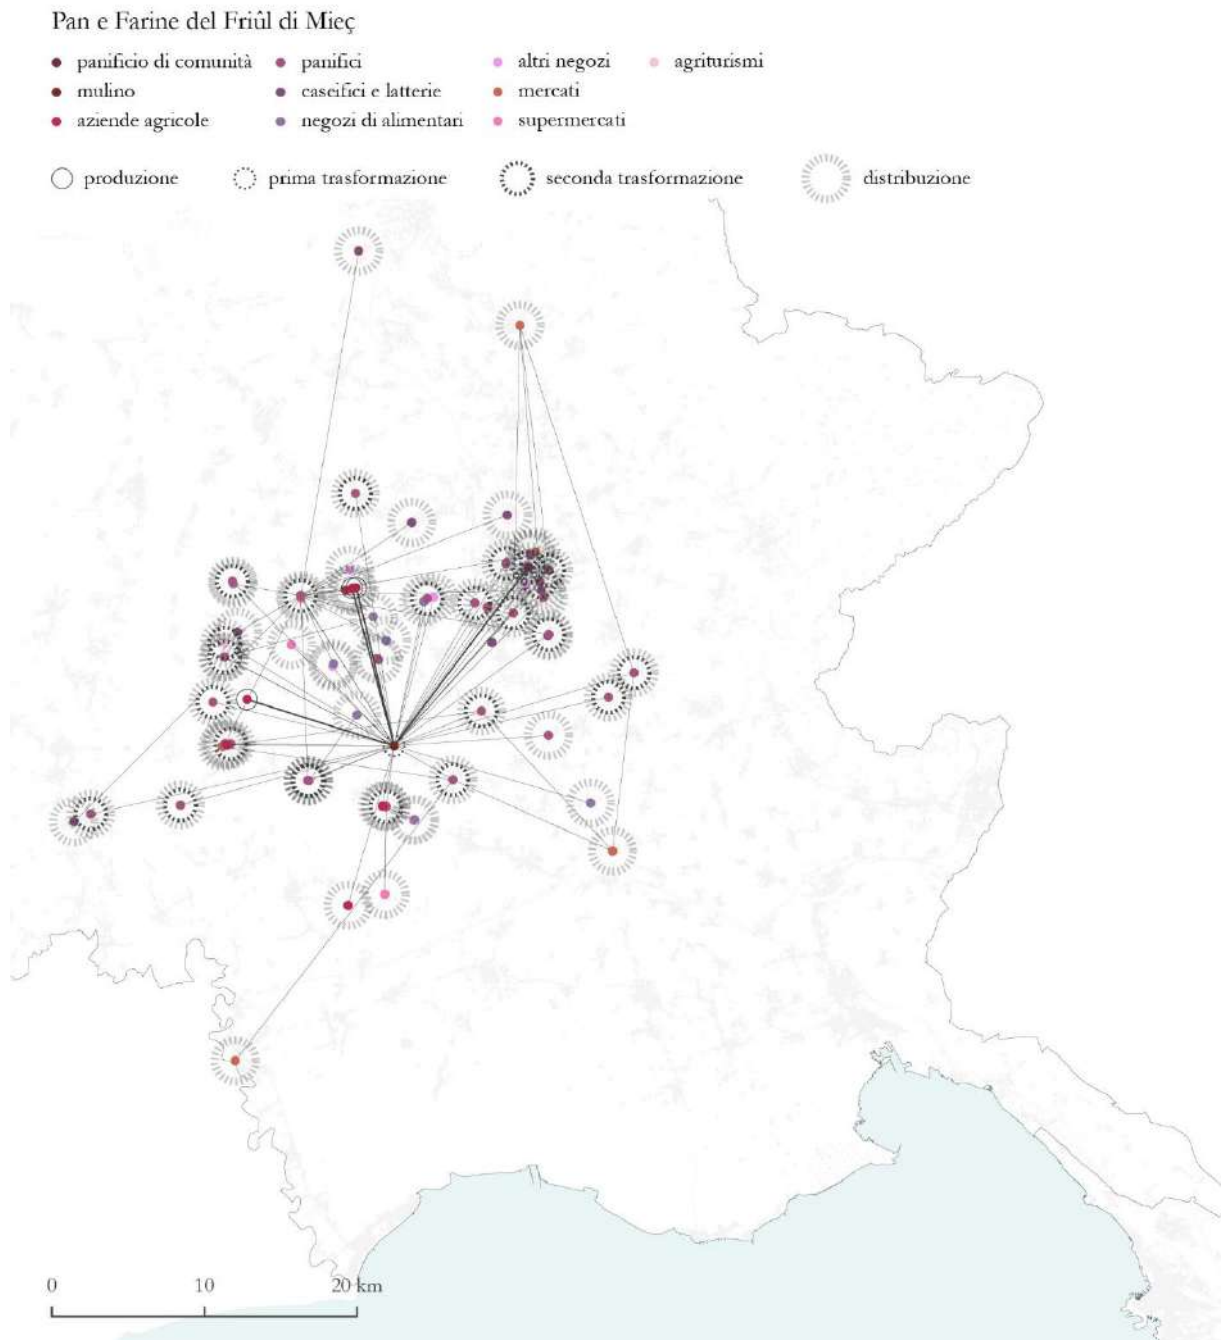 Pan e Farine del Friûl di Mieç
panificio di comunità panifici altri negozi agriturismi
mulino caseifici e latterie mercati
aziende agricole negozi di alimentari supermercati
produzione prima trasformazione seconda trasformazione distribuzione
0 10 20 km